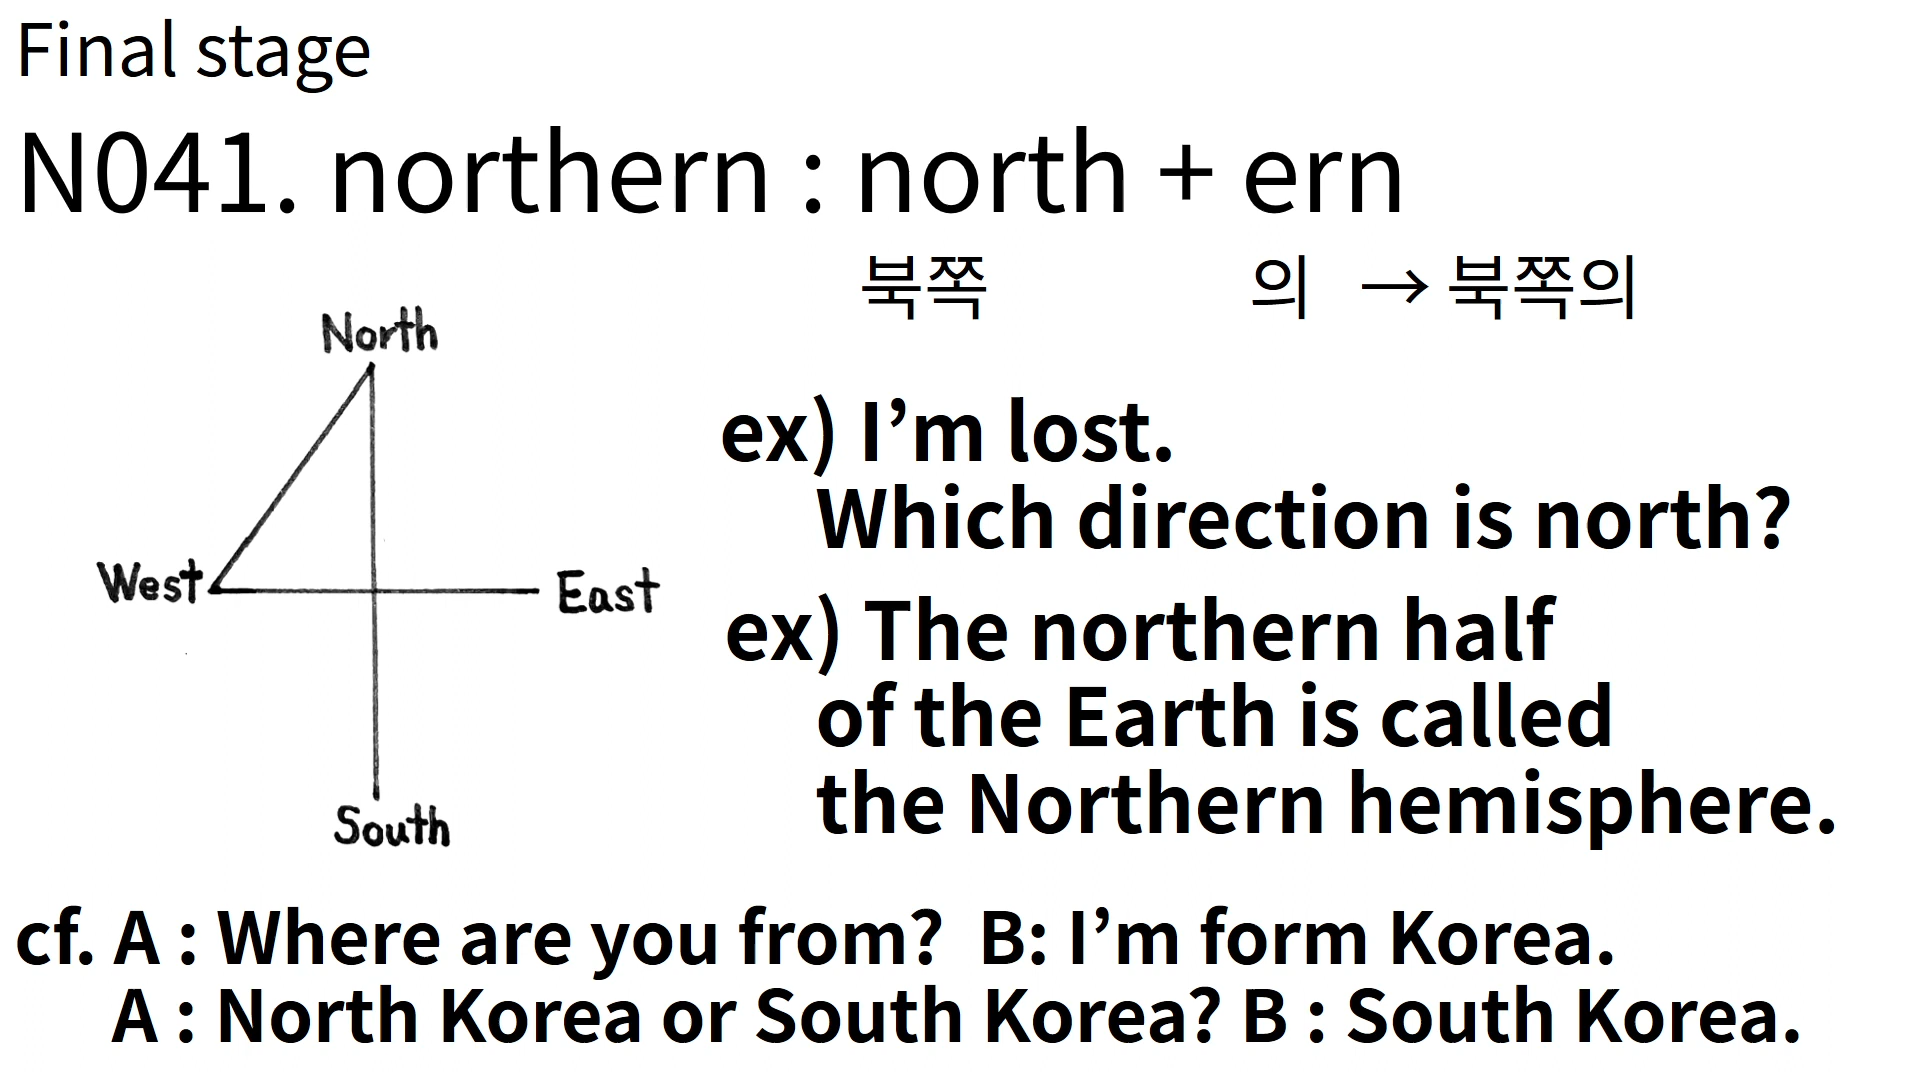 Final stage
N041. northern : north + ern
북쪽 의 → 북쪽의
North
West
East
South
ex) I’m lost.
Which direction is north?
ex) The northern half
of the Earth is called
the Northern hemisphere.
cf. A : Where are you from? B: I’m form Korea.
A : North Korea or South Korea? B : South Korea.